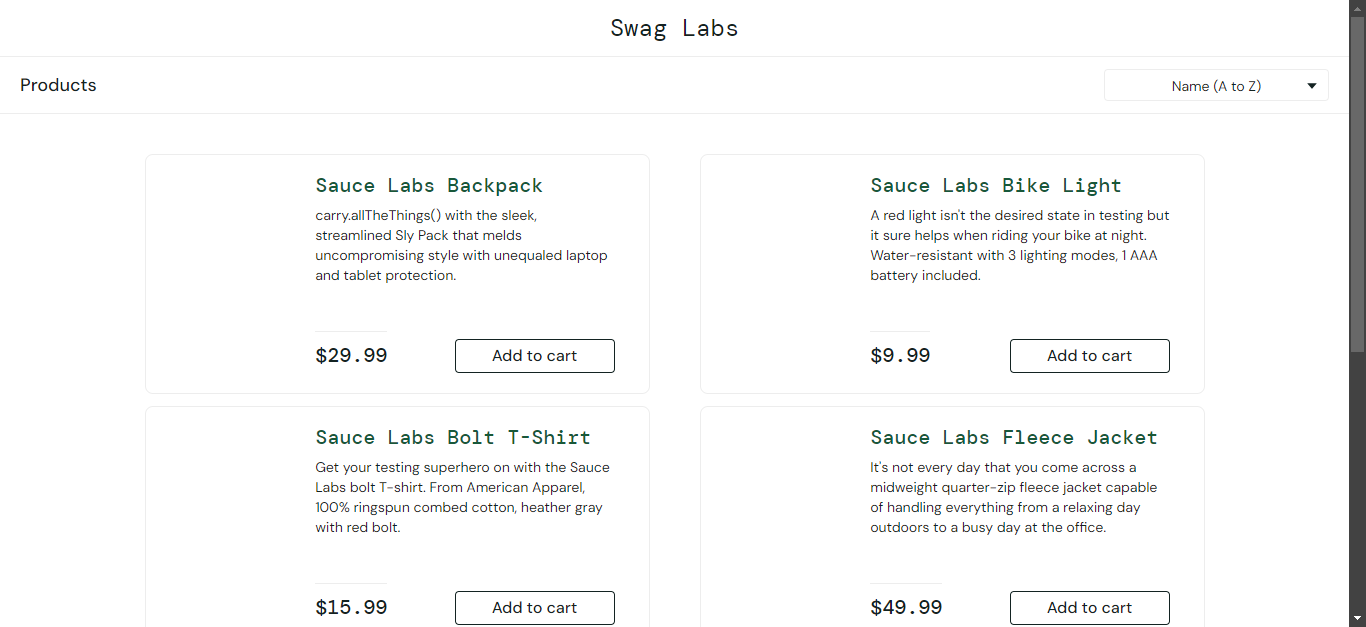 Swag Labs
Products
Name (A to Z)
Sauce Labs Backpack
carry.allTheThings() with the sleek,
streamlined Sly Pack that melds
uncompromising style with unequaled laptop
and tablet protection.
$29.99
Add to cart
Sauce Labs Bike Light
A red light isn't the desired state in testing but
it sure helps when riding your bike at night.
Water-resistant with 3 lighting modes, 1 AAA
battery included.
$9.99
Add to cart
Sauce Labs Bolt T-Shirt
Get your testing superhero on with the Sauce
Labs bolt T-shirt. From American Apparel,
100% ringspun combed cotton, heather gray
with red bolt.
$15.99
Add to cart
Sauce Labs Fleece Jacket
It's not every day that you come across a
midweight quarter-zip fleece jacket capable
of handling everything from a relaxing day
outdoors to a busy day at the office.
$49.99
Add to cart